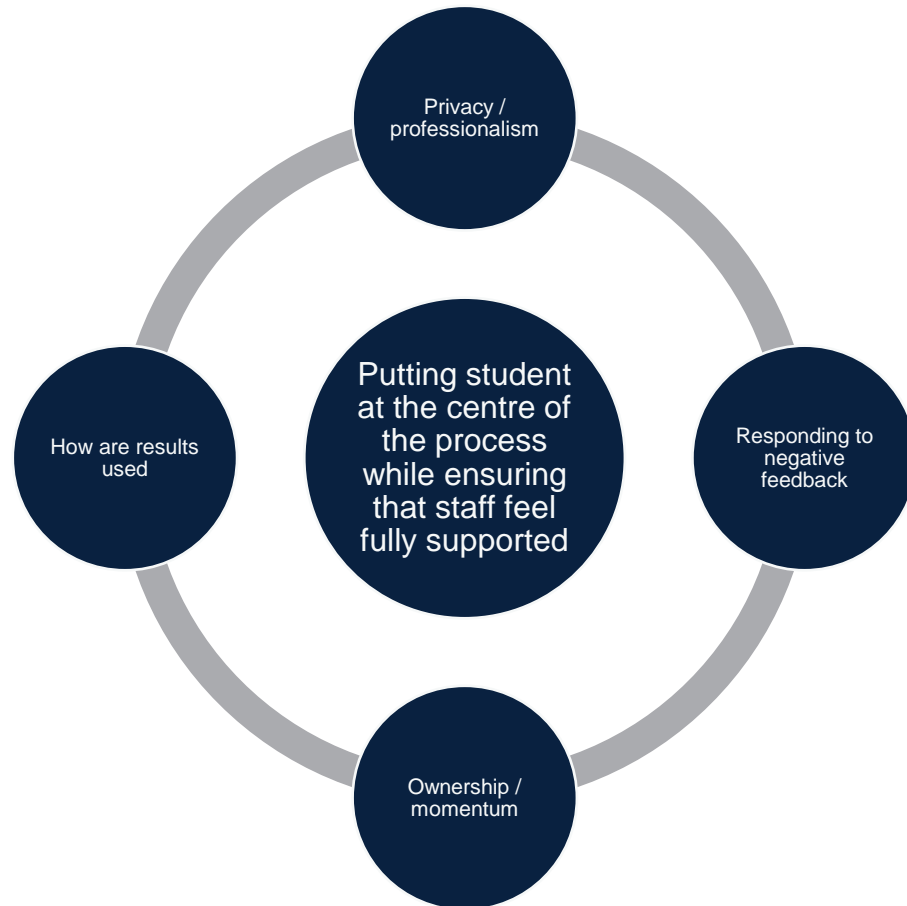 Privacy /
professionalism
Putting student
at the centre of
the process
while ensuring
that staff feel
fully supported
How are results
used
Responding to
negative
feedback
Ownership /
momentum